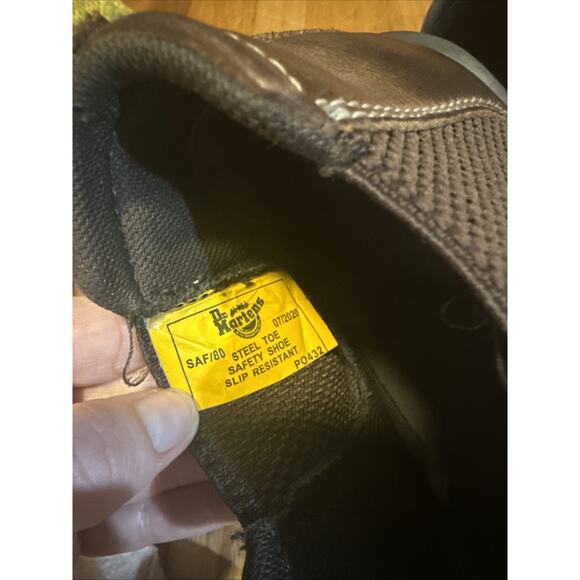 Dr.
Martens
SAF/80 STEEL TOE 07/2020
SAFETY SHOE
SLIP RESISTANT PO432